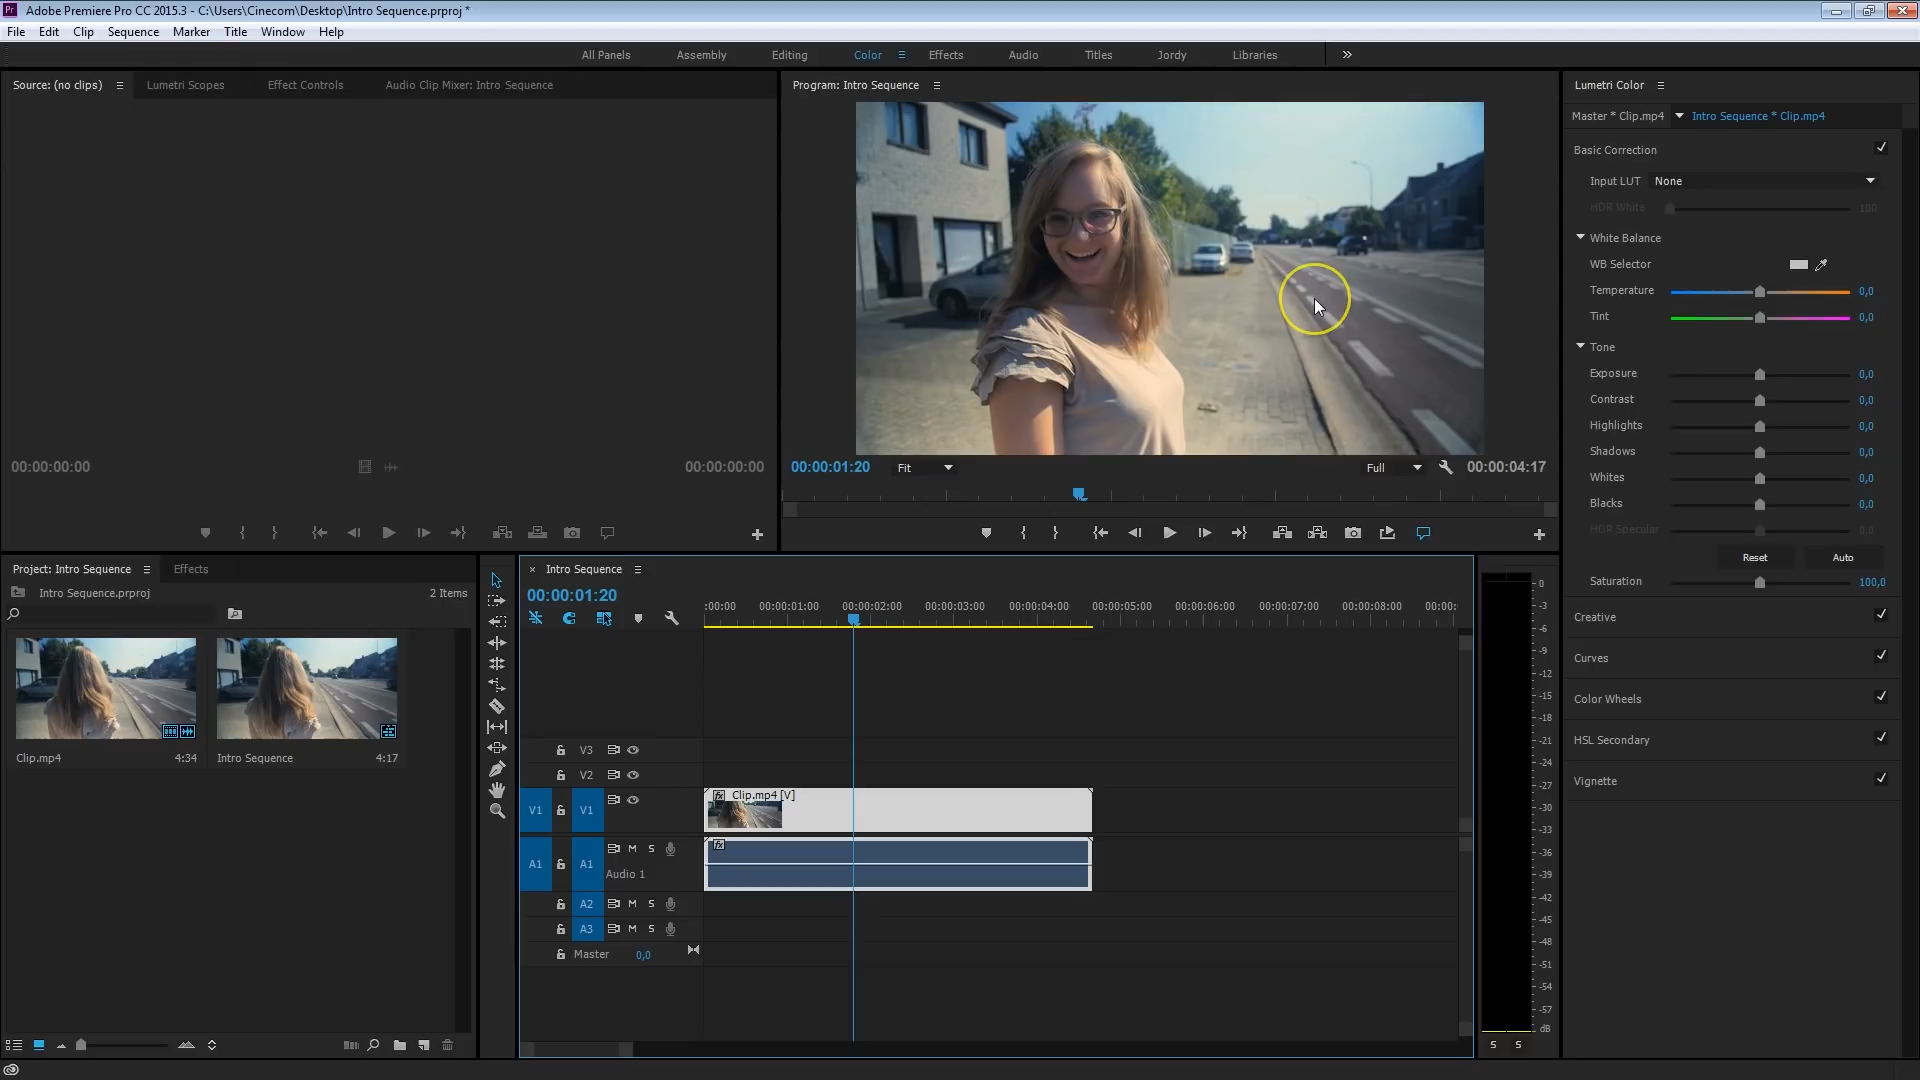 Pr Adobe Premiere Pro CC 2015.3 - C:\Users\Cinecom\Desktop\Intro Sequence.prproj *
File Edit Clip Sequence Marker Title Window Help
All Panels Assembly Editing Color Effects Audio Titles Jordy Libraries
Source: (no clips) Lumetri Scopes Effect Controls Audio Clip Mixer: Intro Sequence
00:00:00:00 00:00:00:00
Program: Intro Sequence
00:00:01:20 Fit Full 00:00:04:17
Lumetri Color
Master * Clip.mp4 Intro Sequence * Clip.mp4
Basic Correction
Input LUT None
HDR White 100
White Balance
WB Selector
Temperature 0,0
Tint 0,0
Tone
Exposure 0,0
Contrast 0,0
Highlights 0,0
Shadows 0,0
Whites 0,0
Blacks 0,0
HDR Specular 0,0
Reset Auto
Saturation 100,0
Creative
Curves
Color Wheels
HSL Secondary
Vignette
Project: Intro Sequence Effects
Intro Sequence.prproj 2 Items
Clip.mp4 4:34 Intro Sequence 4:17
× Intro Sequence
00:00:01:20
:00:00 00:00:01:00 00:00:02:00 00:00:03:00 00:00:04:00 00:00:05:00 00:00:06:00 00:00:07:00 00:00:08:00 00:00:
V3
V2
V1 V1 fx Clip.mp4 [V]
A1 A1 M S fx
Audio 1
A2 M S
A3 M S
Master 0,0
0
-3
-6
-9
-12
-15
-18
-21
-24
-27
-30
-33
-36
-39
-42
-45
-48
-51
-54
-57
dB
S S